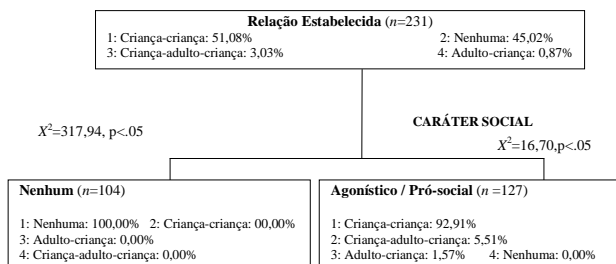 Relação Estabelecida (n=231)
1: Criança-criança: 51,08% 2: Nenhuma: 45,02%
3: Criança-adulto-criança: 3,03% 4: Adulto-criança: 0,87%
CARÁTER SOCIAL
X²=317,94, p<.05
X²=16,70,p<.05
Nenhum (n=104)
1: Nenhuma: 100,00% 2: Criança-criança: 00,00%
3: Adulto-criança: 0,00%
4: Criança-adulto-criança: 0,00%
Agonístico / Pró-social (n =127)
1: Criança-criança: 92,91%
2: Criança-adulto-criança: 5,51%
3: Adulto-criança: 1,57% 4: Nenhuma: 0,00%